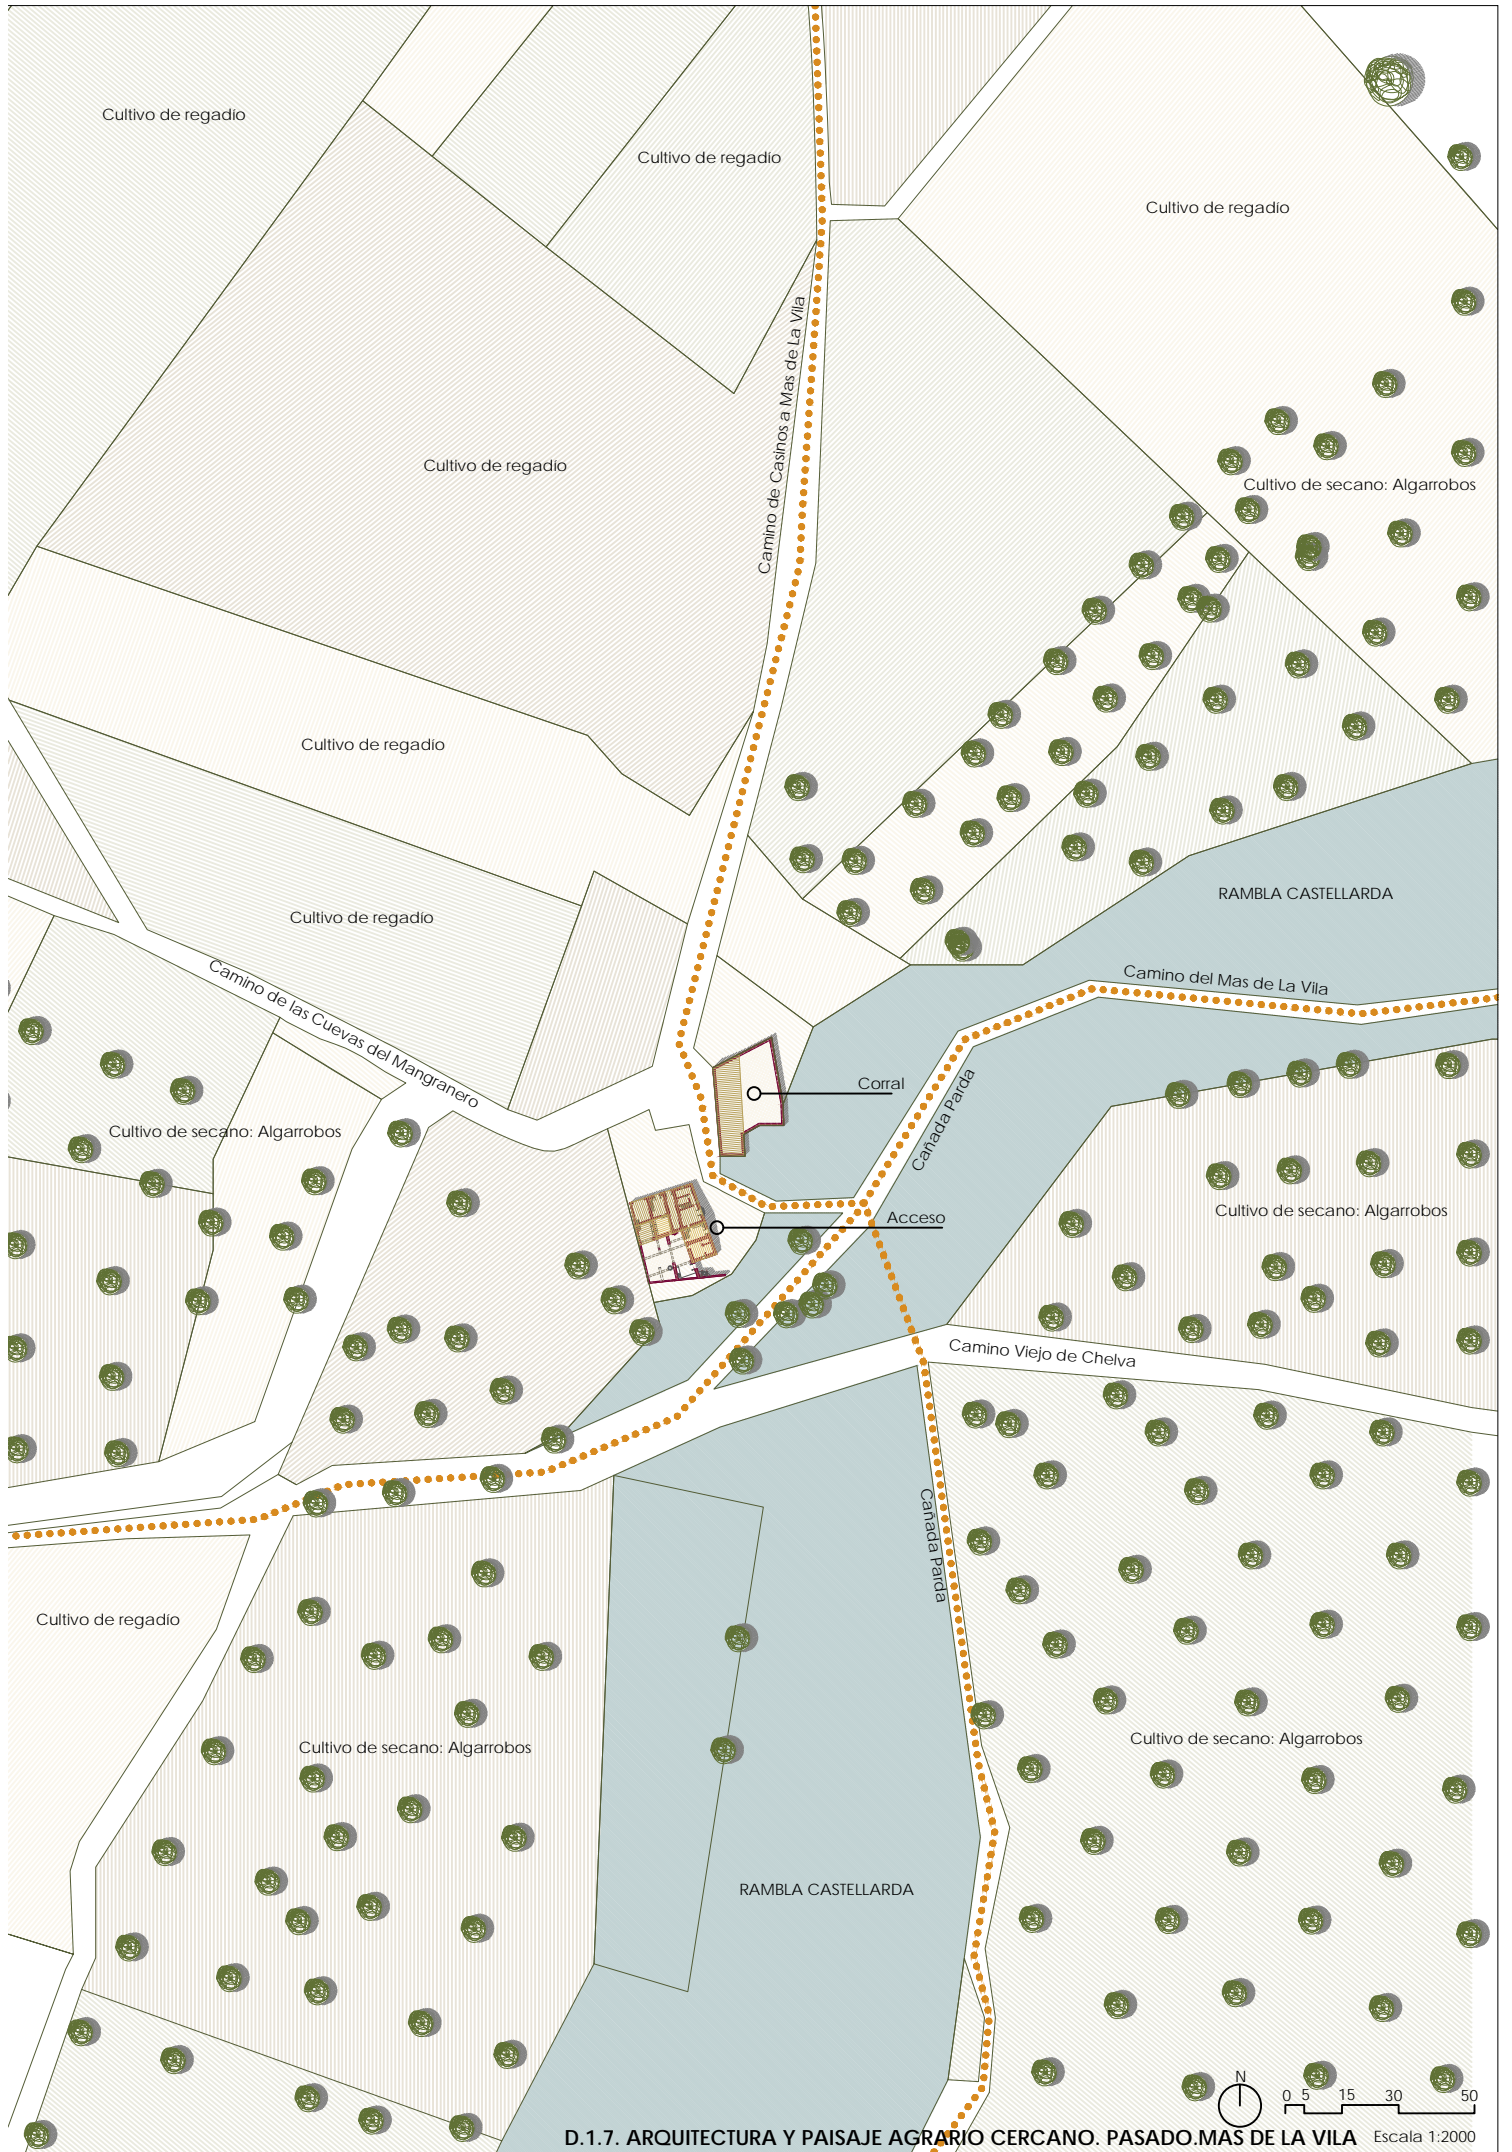 Cultivo de regadío
Cultivo de regadío
Cultivo de regadío
Camino de Casinos a Mas de La Vila
Cultivo de regadío
Cultivo de secano: Algarrobos
Cultivo de regadío
RAMBLA CASTELLARDA
Cultivo de regadío
Camino de las Cuevas del Mangranero
Camino del Mas de La Vila
Corral
Cañada Parda
Cultivo de secano: Algarrobos
Cultivo de secano: Algarrobos
Acceso
Camino Viejo de Chelva
Cañada Parda
Cultivo de regadío
Cultivo de secano: Algarrobos
Cultivo de secano: Algarrobos
RAMBLA CASTELLARDA
N
0 5 15 30 50
D.1.7. ARQUITECTURA Y PAISAJE AGRARIO CERCANO. PASADO.MAS DE LA VILA Escala 1:2000